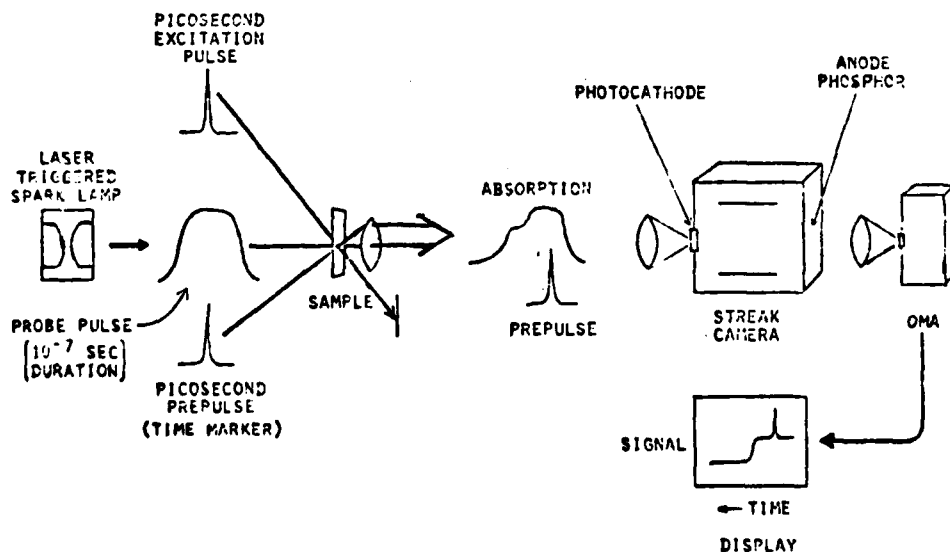 PICOSECOND
EXCITATION
PULSE
LASER
TRIGGERED
SPARK LAMP
PROBE PULSE
[10⁻⁷ SEC
DURATION]
PICOSECOND
PREPULSE
(TIME MARKER)
SAMPLE
ABSORPTION
PREPULSE
PHOTOCATHODE
ANODE
PHOSPHOR
STREAK
CAMERA
OMA
SIGNAL
← TIME
DISPLAY